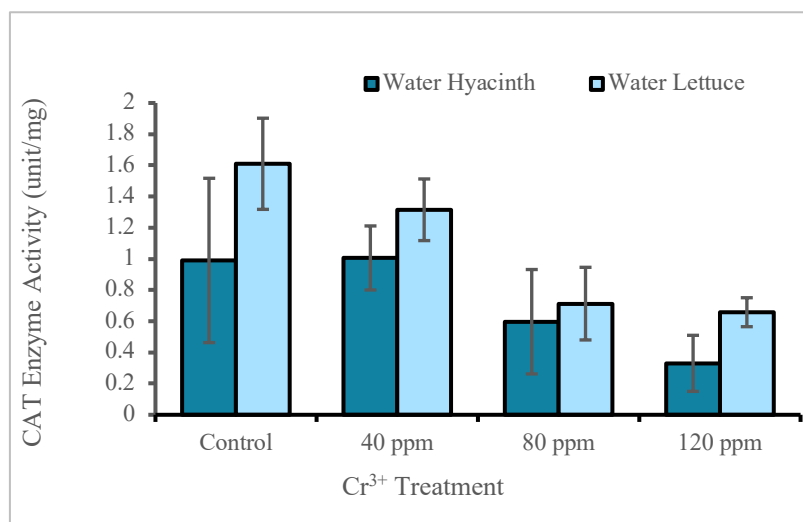 Water Hyacinth Water Lettuce
CAT Enzyme Activity (unit/mg)
2
1.8
1.6
1.4
1.2
1
0.8
0.6
0.4
0.2
0
Control 40 ppm 80 ppm 120 ppm
Cr³⁺ Treatment